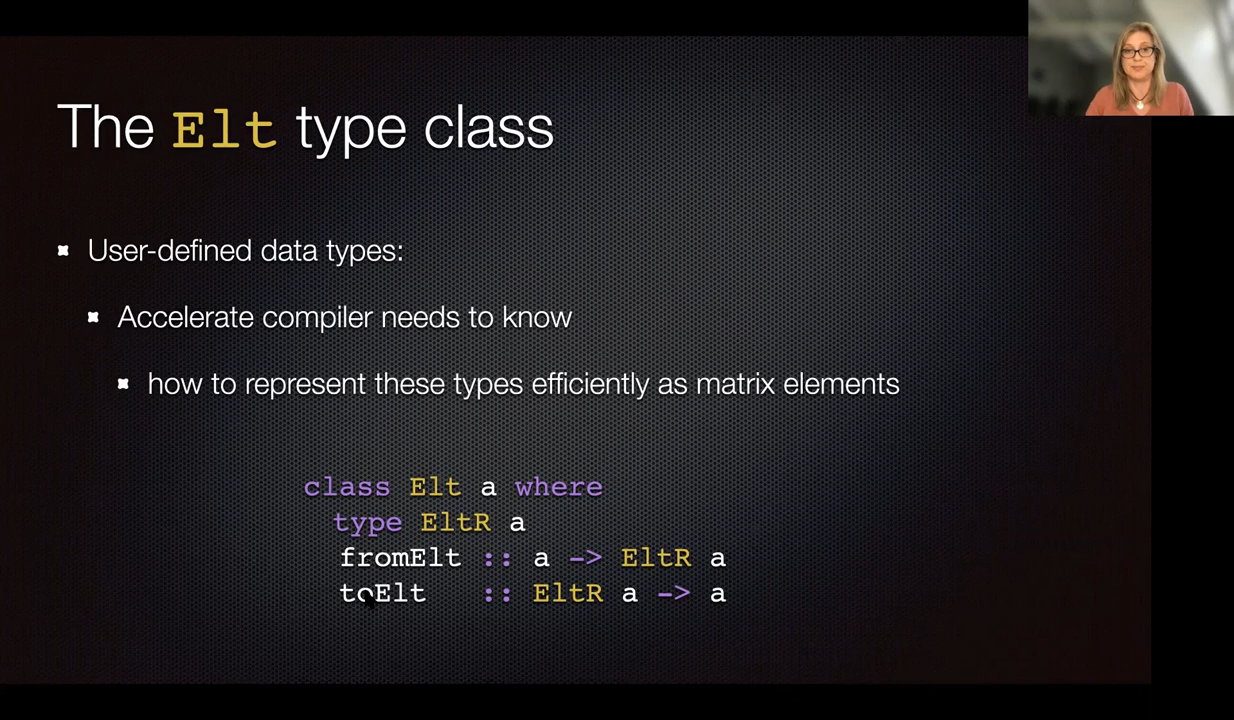 The Elt type class
User-defined data types:
Accelerate compiler needs to know
how to represent these types efficiently as matrix elements
class Elt a where
type EltR a
fromElt :: a -> EltR a
toElt :: EltR a -> a